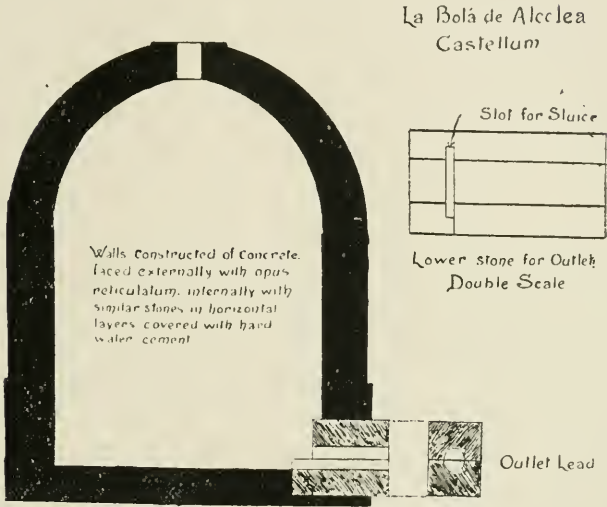 La Bolá de Alcclea
Castellum
Slot for Sluice
Walls Constructed of Concrete.
faced externally with opus
reticulatum. internally with
similar stones in horizontal
layers covered with hard
water cement
Lower stone for Outlet
Double Scale
Outlet Lead